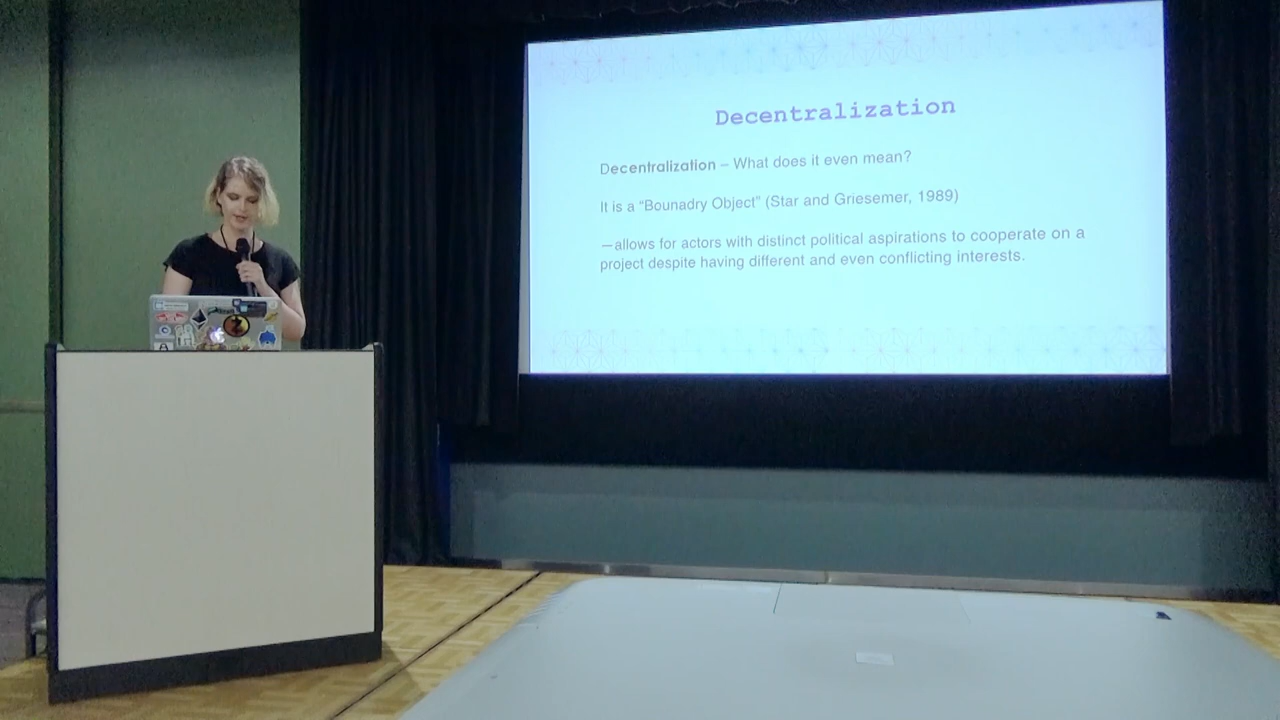 Decentralization
Decentralization – What does it even mean?
It is a “Bounadry Object” (Star and Griesemer, 1989)
—allows for actors with distinct political aspirations to cooperate on a
project despite having different and even conflicting interests.